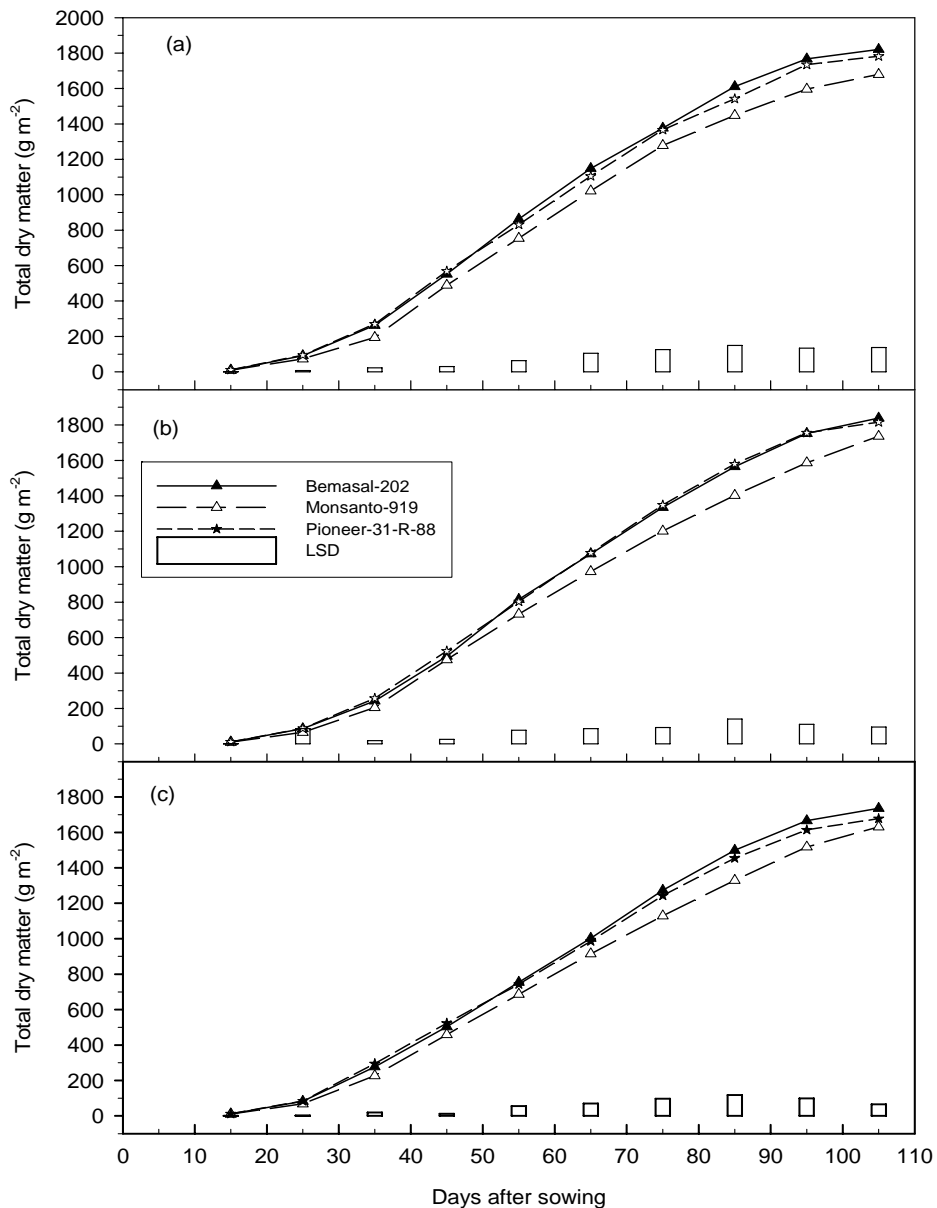 2000
(a)
1800
1600
1400
1200
1000
800
600
400
200
0
Total dry matter (g m-2)
(b)
1800
1600
1400
1200
1000
800
600
400
200
0
Total dry matter (g m-2)
Bemasal-202
Monsanto-919
Pioneer-31-R-88
LSD
(c)
1800
1600
1400
1200
1000
800
600
400
200
0
Total dry matter (g m-2)
0 10 20 30 40 50 60 70 80 90 100 110
Days after sowing